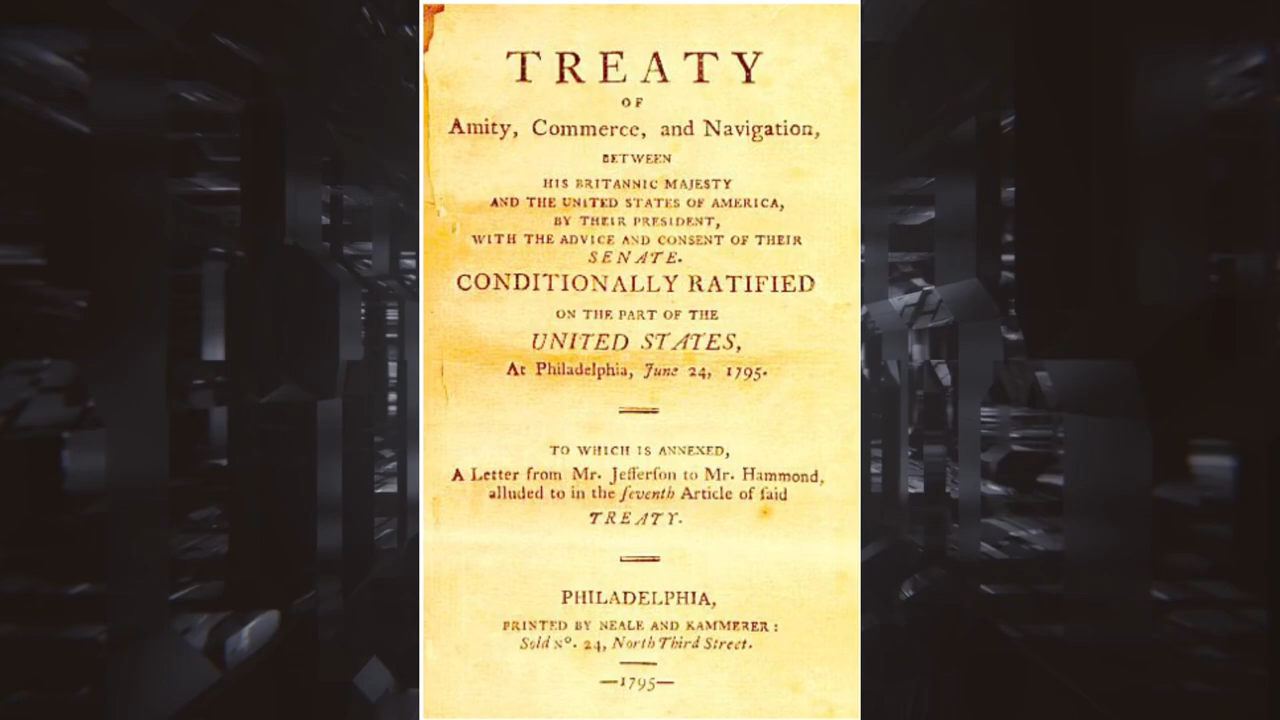 TREATY
OF
Amity, Commerce, and Navigation,
BETWEEN
HIS BRITANNIC MAJESTY
AND THE UNITED STATES OF AMERICA,
BY THEIR PRESIDENT,
WITH THE ADVICE AND CONSENT OF THEIR
SENATE.
CONDITIONALLY RATIFIED
ON THE PART OF THE
UNITED STATES,
At Philadelphia, June 24, 1795.
TO WHICH IS ANNEXED,
A Letter from Mr. Jefferſon to Mr. Hammond,
alluded to in the ſeventh Article of ſaid
TREATY.
PHILADELPHIA,
PRINTED BY NEALE AND KAMMERER:
Sold Nº. 24, North Third Street.
—1795—